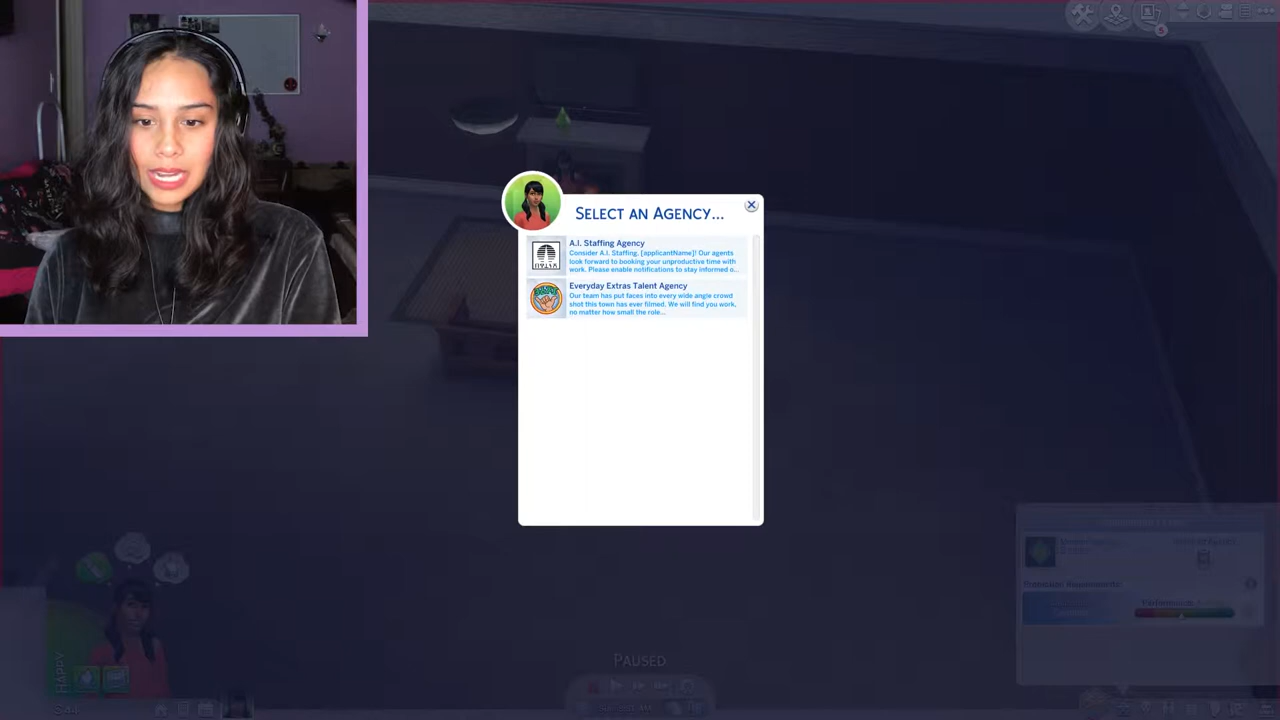 SELECT AN AGENCY...
A.I. Staffing Agency
Consider A.I. Staffing, [applicantName]! Our agents
look forward to booking your unproductive time with
work. Please enable notifications to stay informed o...
Everyday Extras Talent Agency
Our team has put faces into every wide angle crowd
shot this town has ever filmed. We will find you work,
no matter how small the role...
HAPPY
PAUSED